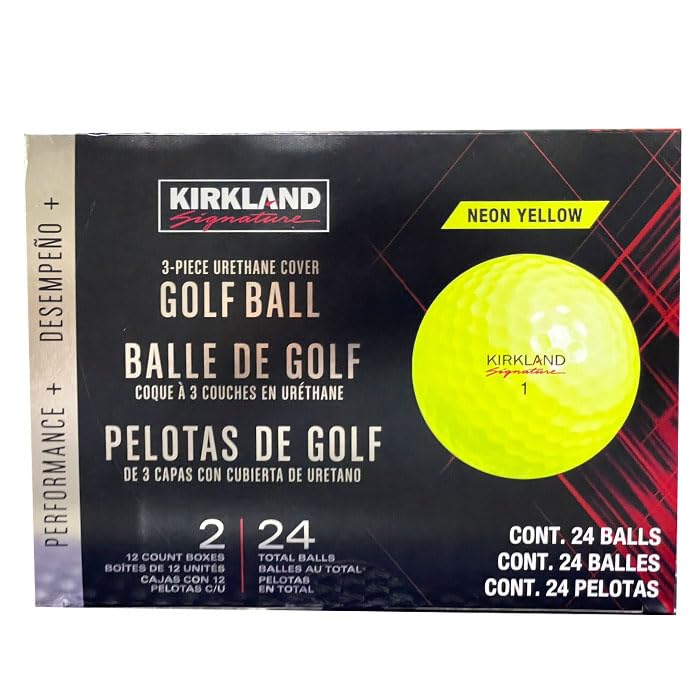 PERFORMANCE + DESEMPEÑO +
KIRKLAND
Signature
3-PIECE URETHANE COVER
GOLF BALL
BALLE DE GOLF
COQUE À 3 COUCHES EN URÉTHANE
PELOTAS DE GOLF
DE 3 CAPAS CON CUBIERTA DE URETANO
2
12 COUNT BOXES
BOÎTES DE 12 UNITÉS
CAJAS CON 12
PELOTAS C/U
24
TOTAL BALLS
BALLES AU TOTAL
PELOTAS
EN TOTAL
NEON YELLOW
KIRKLAND
Signature
1
CONT. 24 BALLS
CONT. 24 BALLES
CONT. 24 PELOTAS